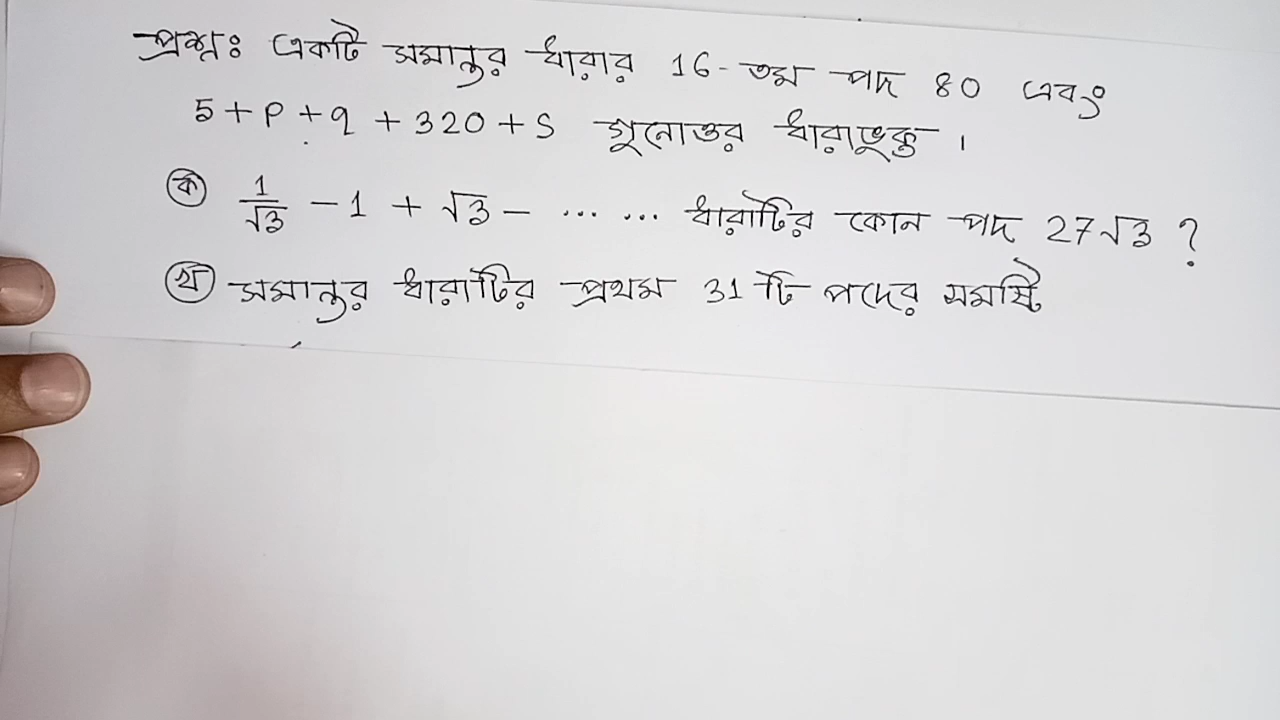 প্রশ্নঃ একটি সমান্তর ধারার 16-তম পদ 80 এবং
5+p+q+320+s গুনোত্তর ধারাভুক্ত।
ক 1/√3 - 1 + √3 - ... ... ধারাটির কোন পদ 27√3 ?
খ সমান্তর ধারাটির প্রথম 31 টি পদের সমষ্টি